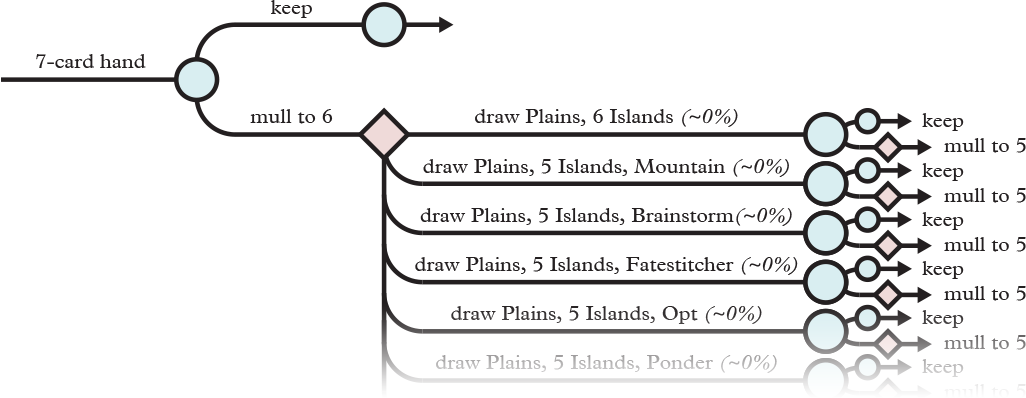 keep
7-card hand
mull to 6
draw Plains, 6 Islands (~0%)
keep
mull to 5
draw Plains, 5 Islands, Mountain (~0%)
keep
mull to 5
draw Plains, 5 Islands, Brainstorm(~0%)
keep
mull to 5
draw Plains, 5 Islands, Fatestitcher (~0%)
keep
mull to 5
draw Plains, 5 Islands, Opt (~0%)
keep
mull to 5
draw Plains, 5 Islands, Ponder (~0%)
keep
mull to 5